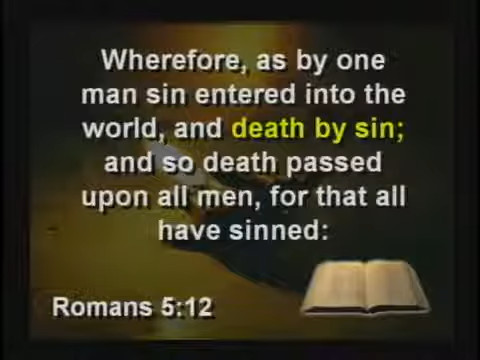 Wherefore, as by one
man sin entered into the
world, and death by sin;
and so death passed
upon all men, for that all
have sinned:
Romans 5:12